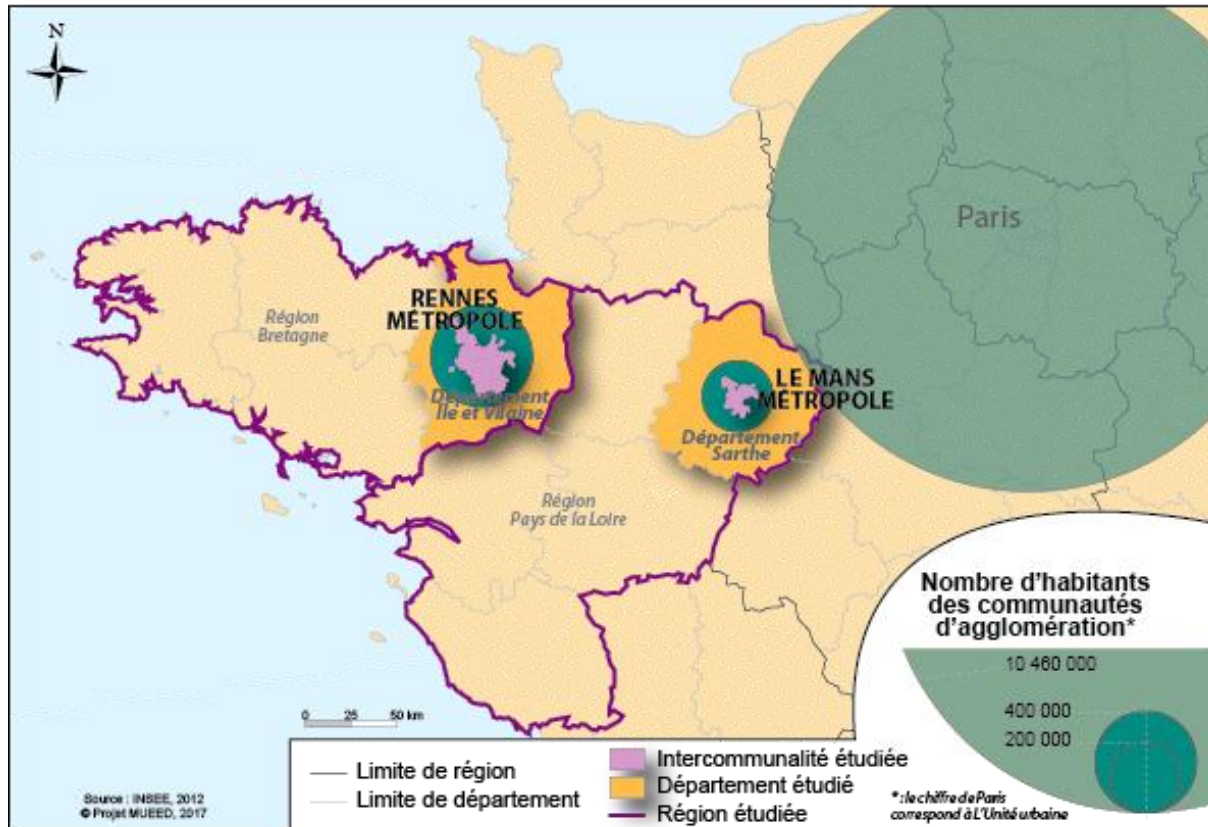 N
Paris
RENNES
MÉTROPOLE
Région
Bretagne
Département
Ile et Vilaine
LE MANS
MÉTROPOLE
Département
Sarthe
Région
Pays de la Loire
Nombre d'habitants
des communautés
d'agglomération*
10 460 000
400 000
200 000
* : le chiffre de Paris
correspond à L'Unité urbaine
0 25 50 km
Limite de région
Limite de département
Intercommunalité étudiée
Département étudié
Région étudiée
Source : INSEE, 2012
© Projet MUEED, 2017